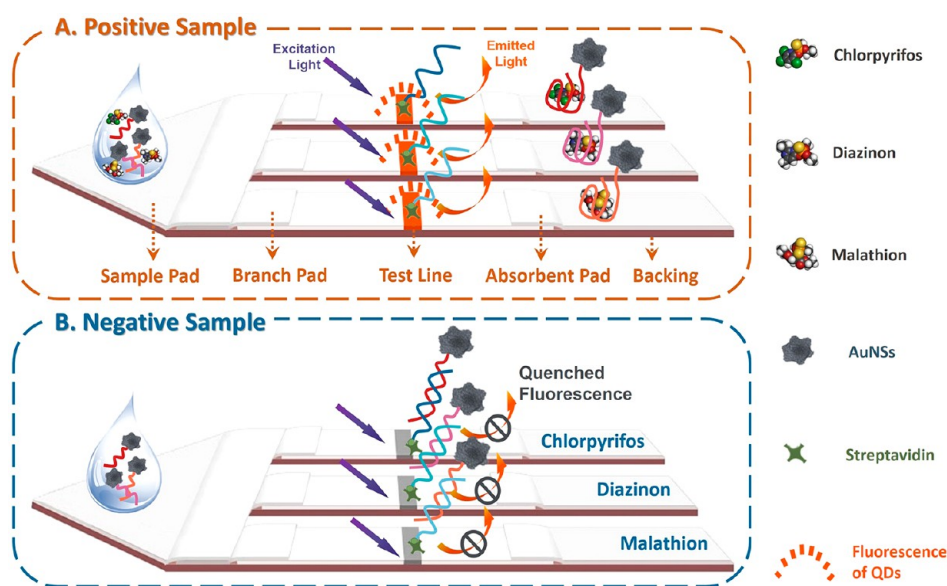 A. Positive Sample
Excitation
Light
Emitted
Light
Sample Pad
Branch Pad
Test Line
Absorbent Pad
Backing
B. Negative Sample
Quenched
Fluorescence
Chlorpyrifos
Diazinon
Malathion
Chlorpyrifos
Diazinon
Malathion
AuNSs
Streptavidin
Fluorescence
of QDs